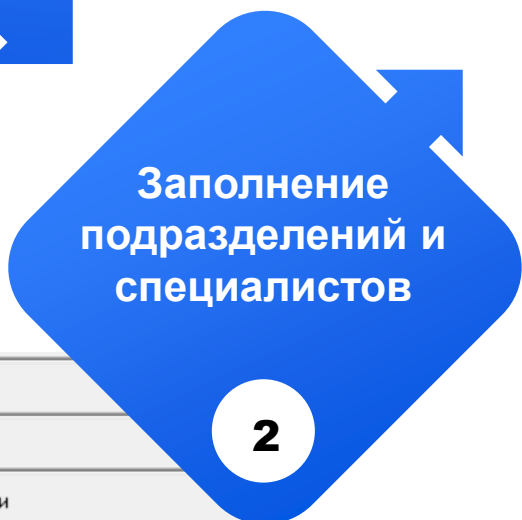 Заполнение
подразделений и
специалистов
2
и